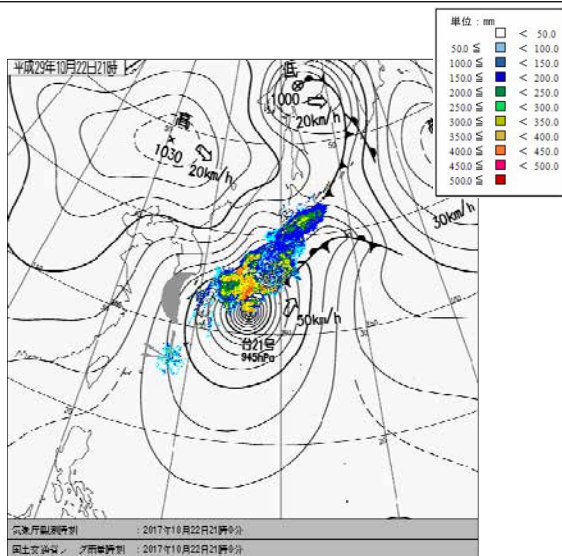 単位：mm
< 50.0
50.0 ≦ < 100.0
100.0 ≦ < 150.0
150.0 ≦ < 200.0
200.0 ≦ < 250.0
250.0 ≦ < 300.0
300.0 ≦ < 350.0
350.0 ≦ < 400.0
400.0 ≦ < 450.0
450.0 ≦ < 500.0
500.0 ≦
平成29年10月22日21時
低
1000
20km/h
高
1030
20km/h
30km/h
50km/h
台21号
945hPa
気象庁観測時刻 : 2017年10月22日21時0分
: 2017年10月22日21時0分